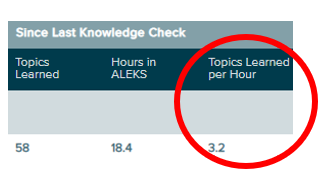 Since Last Knowledge Check
Topics Learned
Hours in ALEKS
Topics Learned per Hour
58
18.4
3.2